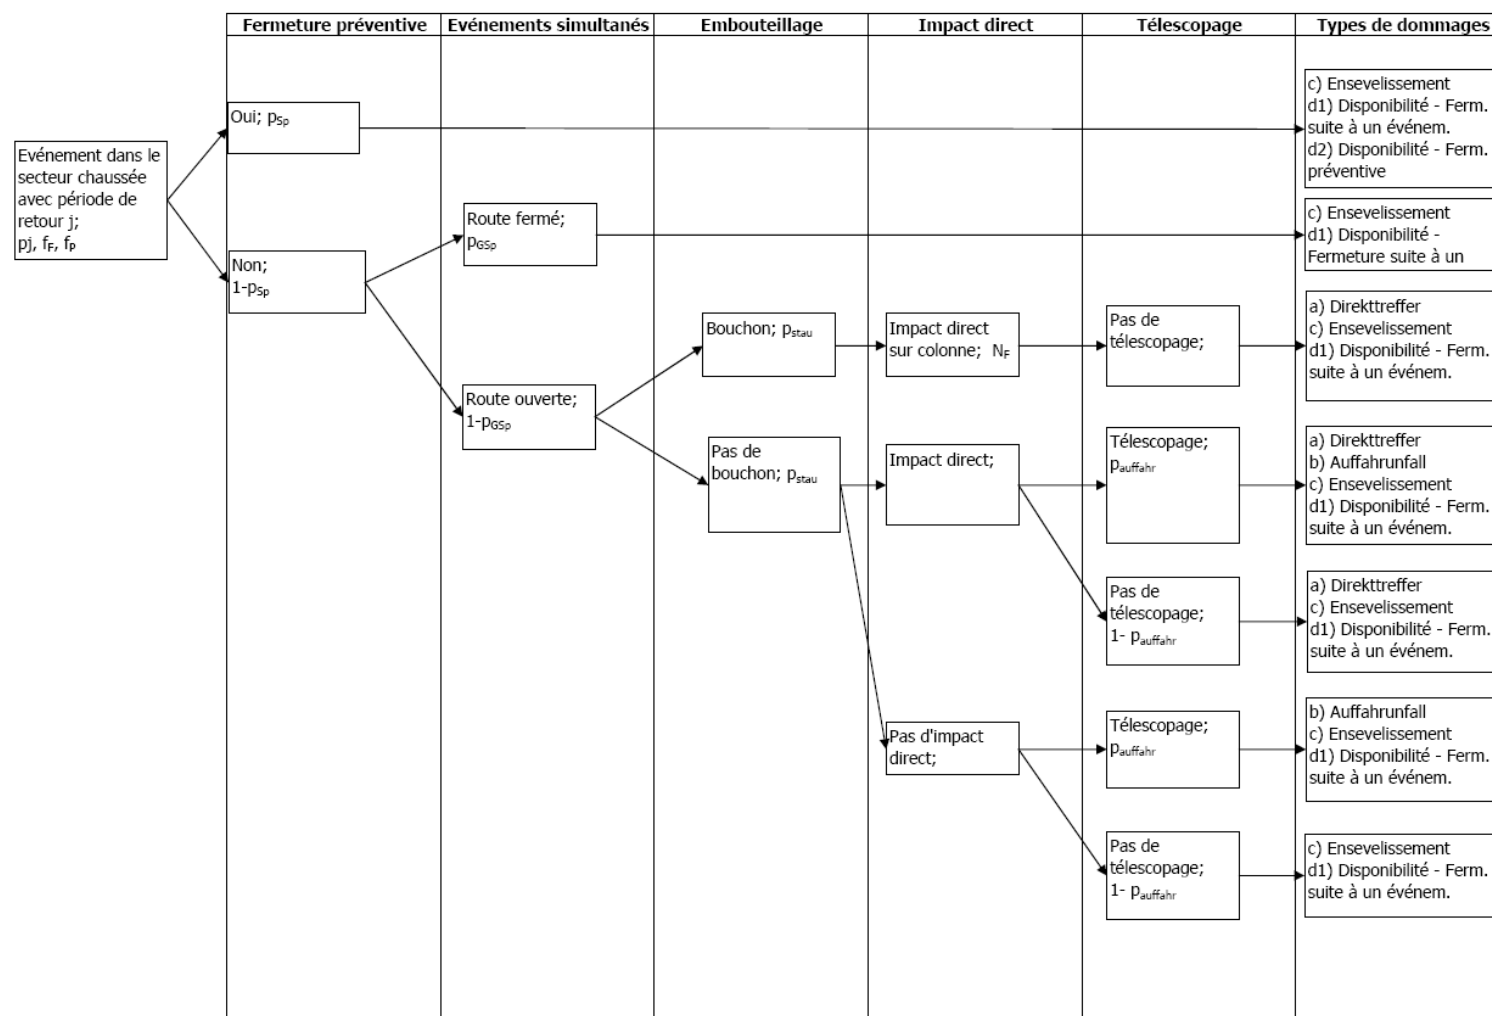 Fermeture préventive
Evénements simultanés
Embouteillage
Impact direct
Télescopage
Types de dommages
Evénement dans le
secteur chaussée
avec période de
retour j;
pj, fF, fP
Oui; pSp
Non;
1-pSp
Route fermé;
pGSp
Route ouverte;
1-pGSp
Bouchon; pstau
Pas de
bouchon; pstau
Impact direct
sur colonne; NF
Impact direct;
Pas d'impact
direct;
Pas de
télescopage;
Télescopage;
pauffahr
Pas de
télescopage;
1- pauffahr
Télescopage;
pauffahr
Pas de
télescopage;
1- pauffahr
c) Ensevelissement
d1) Disponibilité - Ferm.
suite à un événem.
d2) Disponibilité - Ferm.
préventive
c) Ensevelissement
d1) Disponibilité -
Fermeture suite à un
a) Direkttreffer
c) Ensevelissement
d1) Disponibilité - Ferm.
suite à un événem.
a) Direkttreffer
b) Auffahrunfall
c) Ensevelissement
d1) Disponibilité - Ferm.
suite à un événem.
a) Direkttreffer
c) Ensevelissement
d1) Disponibilité - Ferm.
suite à un événem.
b) Auffahrunfall
c) Ensevelissement
d1) Disponibilité - Ferm.
suite à un événem.
c) Ensevelissement
d1) Disponibilité - Ferm.
suite à un événem.